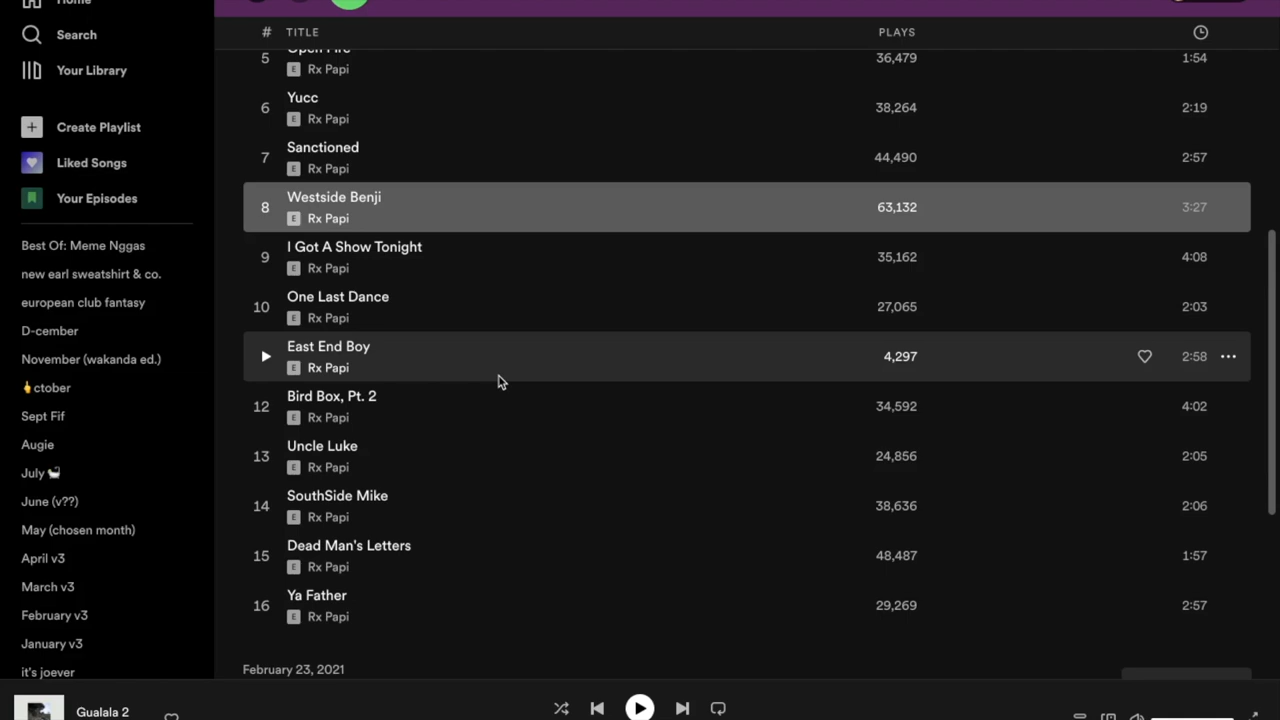 Home
Search
Your Library
Create Playlist
Liked Songs
Your Episodes
Best Of: Meme Nggas
new earl sweatshirt & co.
european club fantasy
D-cember
November (wakanda ed.)
🖕ctober
Sept Fif
Augie
July
June (v??)
May (chosen month)
April v3
March v3
February v3
January v3
it's joever
# TITLE PLAYS
5 Open Fire 36,479 1:54
E Rx Papi
6 Yucc 38,264 2:19
E Rx Papi
7 Sanctioned 44,490 2:57
E Rx Papi
8 Westside Benji 63,132 3:27
E Rx Papi
9 I Got A Show Tonight 35,162 4:08
E Rx Papi
10 One Last Dance 27,065 2:03
E Rx Papi
East End Boy 4,297 2:58
E Rx Papi
12 Bird Box, Pt. 2 34,592 4:02
E Rx Papi
13 Uncle Luke 24,856 2:05
E Rx Papi
14 SouthSide Mike 38,636 2:06
E Rx Papi
15 Dead Man's Letters 48,487 1:57
E Rx Papi
16 Ya Father 29,269 2:57
E Rx Papi
February 23, 2021
Gualala 2